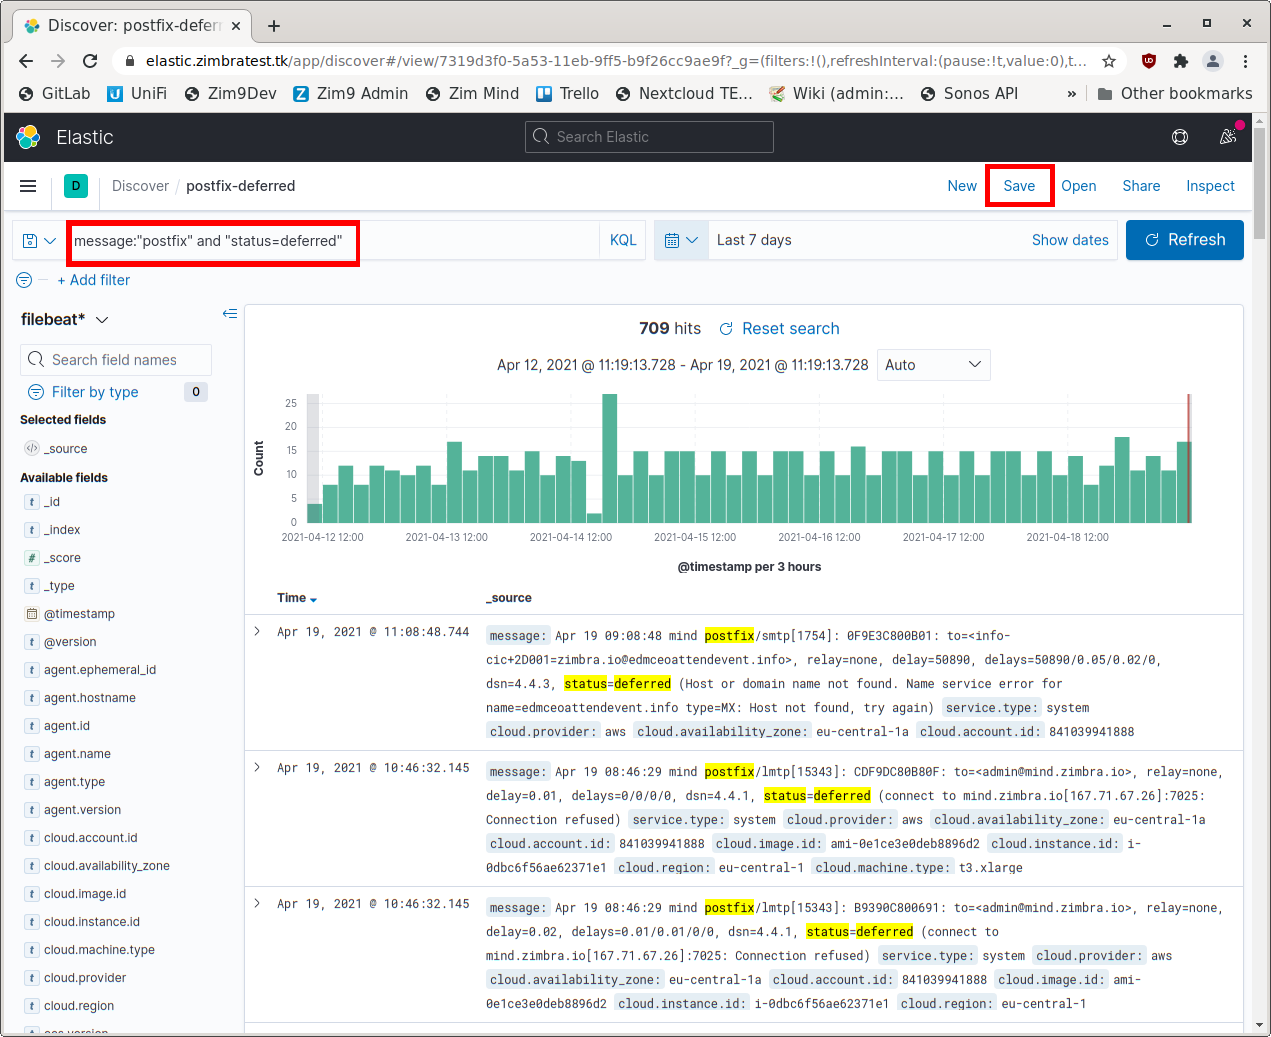 Discover: postfix-deferr
elastic.zimbratest.tk/app/discover#/view/7319d3f0-5a53-11eb-9ff5-b9f26cc9ae9f?_g=(filters:!(),refreshInterval:(pause:!t,value:0),t...
GitLab UniFi Zim9Dev Zim9 Admin Zim Mind Trello Nextcloud TE... Wiki (admin:... Sonos API » Other bookmarks
Elastic Search Elastic
D Discover / postfix-deferred New Save Open Share Inspect
message:"postfix" and "status=deferred" KQL Last 7 days Show dates Refresh
+ Add filter
filebeat*
Search field names
Filter by type 0
Selected fields
_source
Available fields
t _id
t _index
# _score
t _type
@timestamp
t @version
t agent.ephemeral_id
t agent.hostname
t agent.id
t agent.name
t agent.type
t agent.version
t cloud.account.id
t cloud.availability_zone
t cloud.image.id
t cloud.instance.id
t cloud.machine.type
t cloud.provider
t cloud.region
ecs.version
709 hits Reset search
Apr 12, 2021 @ 11:19:13.728 - Apr 19, 2021 @ 11:19:13.728 Auto
Count
25
20
15
10
5
0
2021-04-12 12:00 2021-04-13 12:00 2021-04-14 12:00 2021-04-15 12:00 2021-04-16 12:00 2021-04-17 12:00 2021-04-18 12:00
@timestamp per 3 hours
Time _source
Apr 19, 2021 @ 11:08:48.744 message: Apr 19 09:08:48 mind postfix/smtp[1754]: 0F9E3C800B01: to=<info-
cic+2D001=zimbra.io@edmceoattendevent.info>, relay=none, delay=50890, delays=50890/0.05/0.02/0,
dsn=4.4.3, status=deferred (Host or domain name not found. Name service error for
name=edmceoattendevent.info type=MX: Host not found, try again) service.type: system
cloud.provider: aws cloud.availability_zone: eu-central-1a cloud.account.id: 841039941888
Apr 19, 2021 @ 10:46:32.145 message: Apr 19 08:46:29 mind postfix/lmtp[15343]: CDF9DC80B80F: to=<admin@mind.zimbra.io>, relay=none,
delay=0.01, delays=0/0/0/0, dsn=4.4.1, status=deferred (connect to mind.zimbra.io[167.71.67.26]:7025:
Connection refused) service.type: system cloud.provider: aws cloud.availability_zone: eu-central-1a
cloud.account.id: 841039941888 cloud.image.id: ami-0e1ce3e0deb8896d2 cloud.instance.id: i-
0dbc6f56ae62371e1 cloud.region: eu-central-1 cloud.machine.type: t3.xlarge
Apr 19, 2021 @ 10:46:32.145 message: Apr 19 08:46:29 mind postfix/lmtp[15343]: B9390C800691: to=<admin@mind.zimbra.io>, relay=none,
delay=0.02, delays=0.01/0.01/0/0, dsn=4.4.1, status=deferred (connect to
mind.zimbra.io[167.71.67.26]:7025: Connection refused) service.type: system cloud.provider: aws
cloud.availability_zone: eu-central-1a cloud.account.id: 841039941888 cloud.image.id: ami-
0e1ce3e0deb8896d2 cloud.instance.id: i-0dbc6f56ae62371e1 cloud.region: eu-central-1